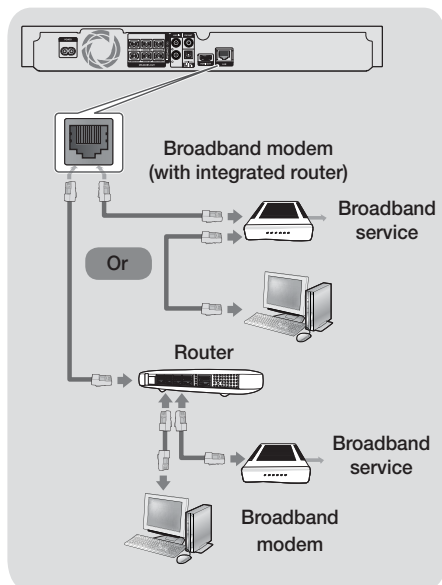 Broadband modem
(with integrated router)
Broadband
service
Or
Router
Broadband
service
Broadband
modem